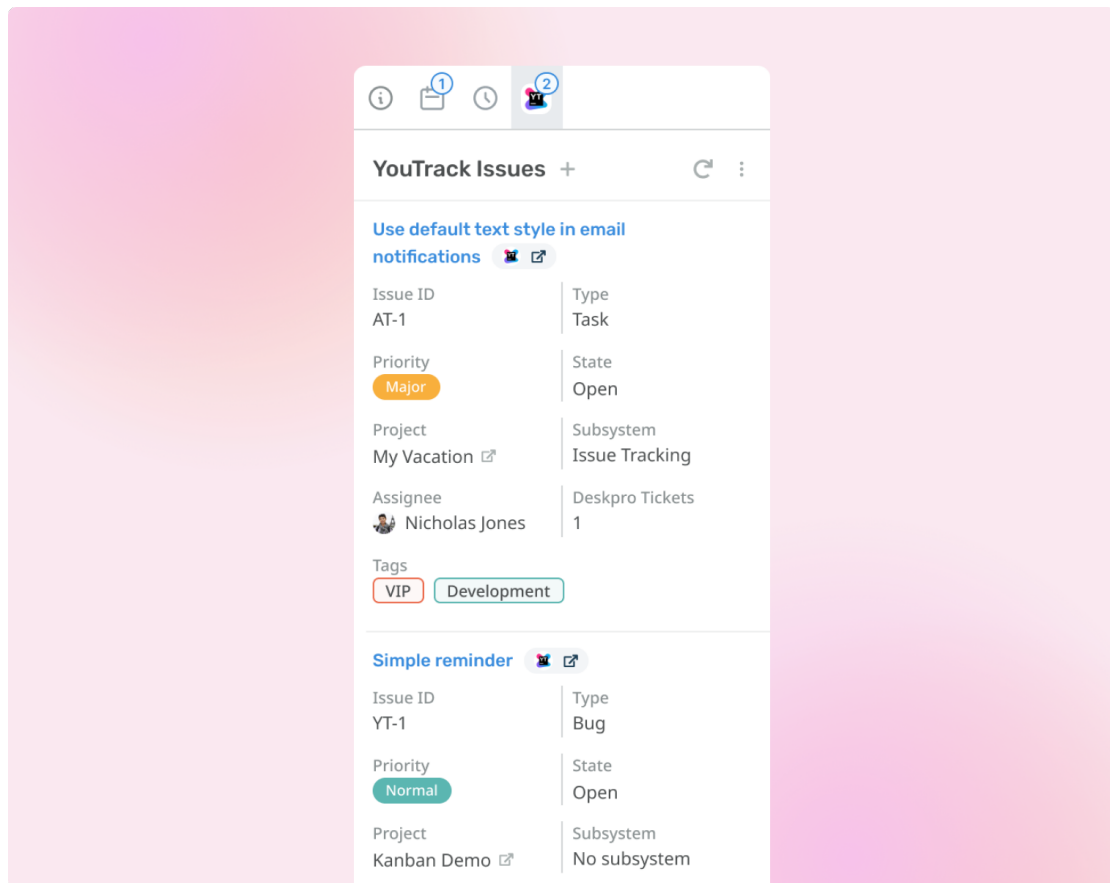 1
2
YouTrack Issues
Use default text style in email
notifications
Issue ID
Type
AT-1
Task
Priority
State
Major
Open
Project
Subsystem
My Vacation
Issue Tracking
Assignee
Deskpro Tickets
Nicholas Jones
1
Tags
VIP
Development
Simple reminder
Issue ID
Type
YT-1
Bug
Priority
State
Normal
Open
Project
Subsystem
Kanban Demo
No subsystem